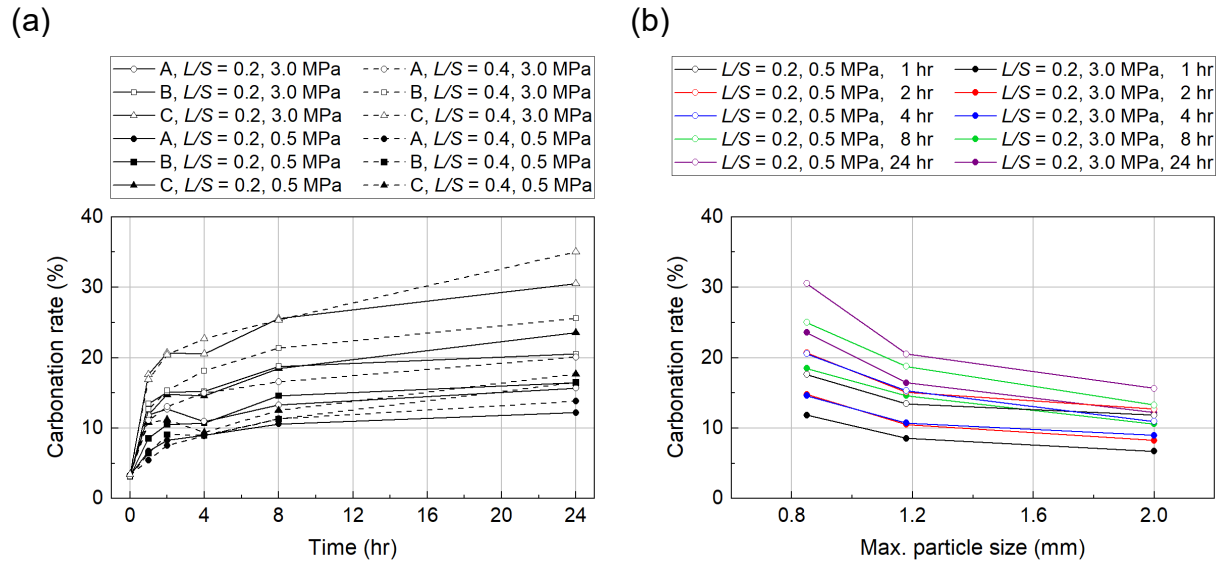 (a)
A, L/S = 0.2, 3.0 MPa
A, L/S = 0.4, 3.0 MPa
B, L/S = 0.2, 3.0 MPa
B, L/S = 0.4, 3.0 MPa
C, L/S = 0.2, 3.0 MPa
C, L/S = 0.4, 3.0 MPa
A, L/S = 0.2, 0.5 MPa
A, L/S = 0.4, 0.5 MPa
B, L/S = 0.2, 0.5 MPa
B, L/S = 0.4, 0.5 MPa
C, L/S = 0.2, 0.5 MPa
C, L/S = 0.4, 0.5 MPa
40
30
20
10
0
Carbonation rate (%)
0 4 8 12 16 20 24
Time (hr)
(b)
L/S = 0.2, 0.5 MPa, 1 hr
L/S = 0.2, 3.0 MPa, 1 hr
L/S = 0.2, 0.5 MPa, 2 hr
L/S = 0.2, 3.0 MPa, 2 hr
L/S = 0.2, 0.5 MPa, 4 hr
L/S = 0.2, 3.0 MPa, 4 hr
L/S = 0.2, 0.5 MPa, 8 hr
L/S = 0.2, 3.0 MPa, 8 hr
L/S = 0.2, 0.5 MPa, 24 hr
L/S = 0.2, 3.0 MPa, 24 hr
40
30
20
10
0
Carbonation rate (%)
0.8 1.2 1.6 2.0
Max. particle size (mm)